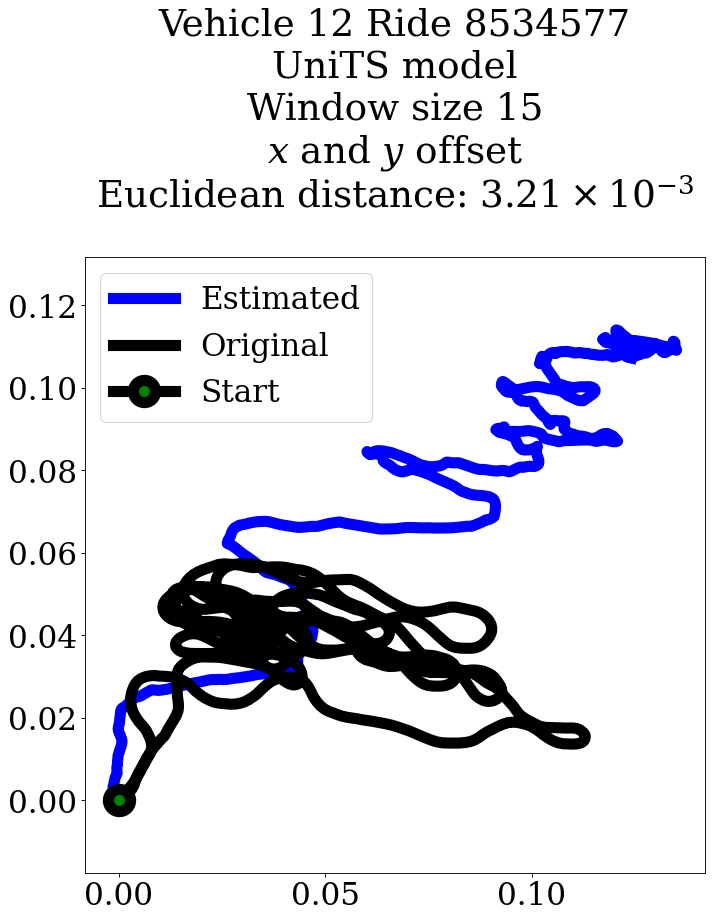 Vehicle 12 Ride 8534577
UniTS model
Window size 15
x and y offset
Euclidean distance: 3.21 × 10⁻³
Estimated
Original
Start
0.12
0.10
0.08
0.06
0.04
0.02
0.00
0.00 0.05 0.10